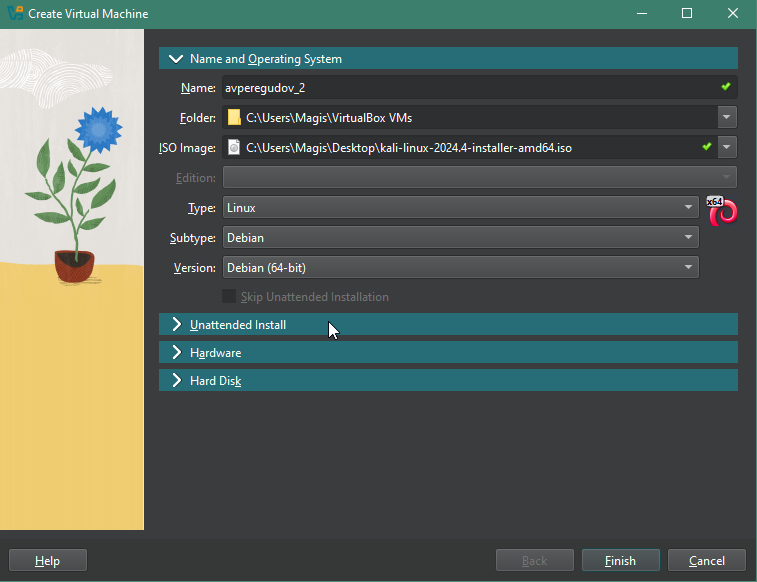 Create Virtual Machine
Name and Operating System
Name: avperegudov_2
Folder: C:\Users\Magis\VirtualBox VMs
ISO Image: C:\Users\Magis\Desktop\kali-linux-2024.4-installer-amd64.iso
Edition:
Type: Linux
x64
Subtype: Debian
Version: Debian (64-bit)
Skip Unattended Installation
Unattended Install
Hardware
Hard Disk
Help Back Finish Cancel